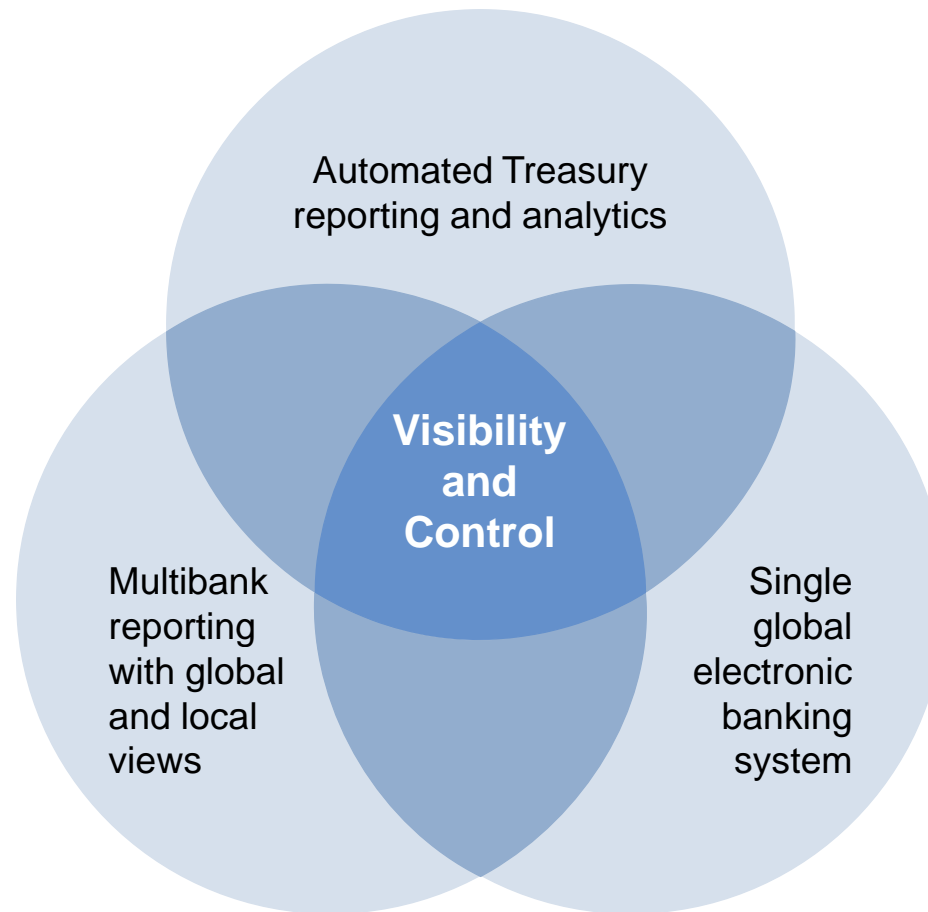 Automated Treasury
reporting and analytics
Visibility
and
Control
Multibank
reporting
with global
and local
views
Single
global
electronic
banking
system